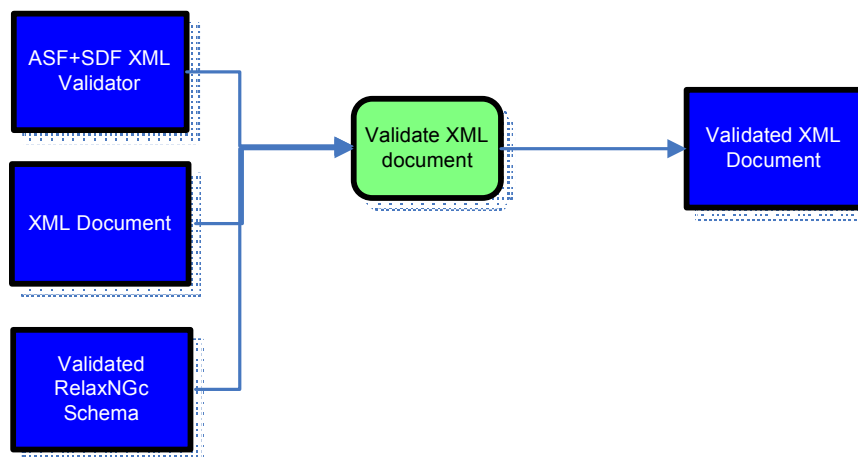 ASF+SDF XML
Validator
XML Document
Validated
RelaxNGc
Schema
Validate XML
document
Validated XML
Document